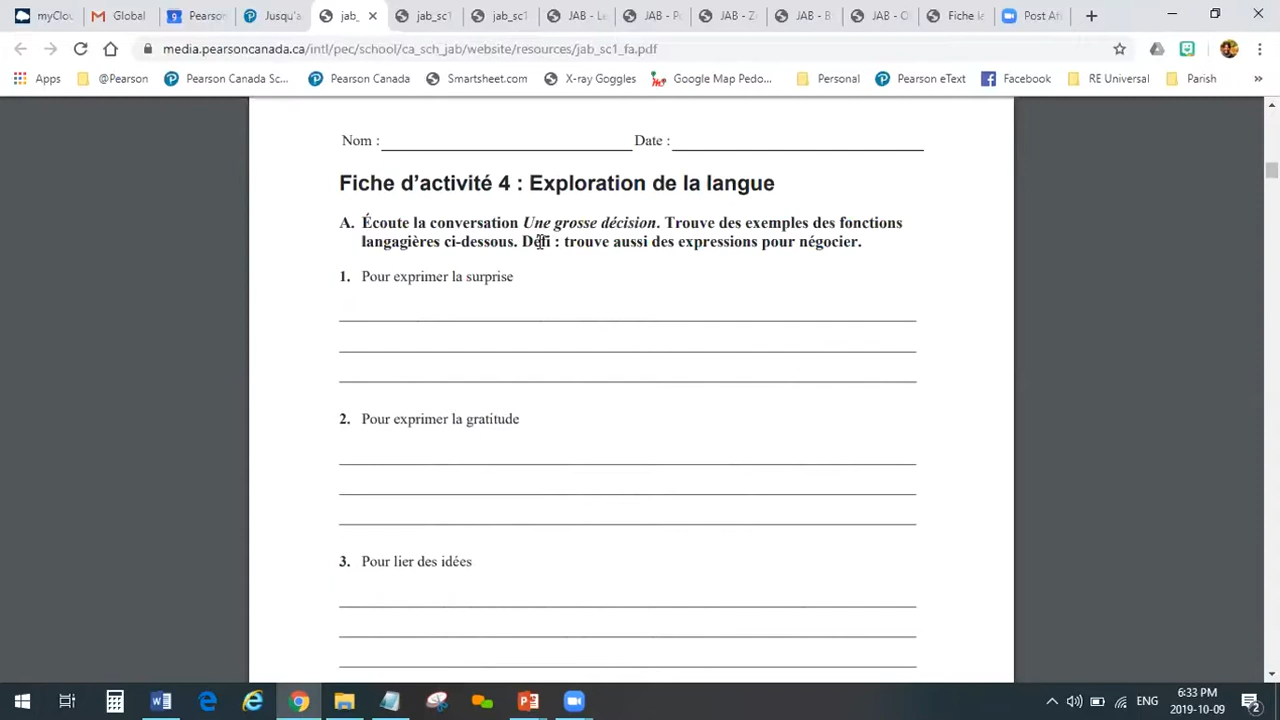 myClou
Global
Pearson
Jusqu'a
jab_
jab_sc
jab_sc1
JAB - Le
JAB - Pe
JAB - Z
JAB - B
JAB - O
Fiche le
Post Att
media.pearsoncanada.ca/intl/pec/school/ca_sch_jab/website/resources/jab_sc1_fa.pdf
Apps
@Pearson
Pearson Canada Sc...
Pearson Canada
Smartsheet.com
X-ray Goggles
Google Map Pedo...
Personal
Pearson eText
Facebook
RE Universal
Parish
»
Nom :
Date :
Fiche d'activité 4 : Exploration de la langue
A. Écoute la conversation Une grosse décision. Trouve des exemples des fonctions
langagières ci-dessous. Défi : trouve aussi des expressions pour négocier.
1. Pour exprimer la surprise
2. Pour exprimer la gratitude
3. Pour lier des idées
ENG
6:33 PM
2019-10-09
2